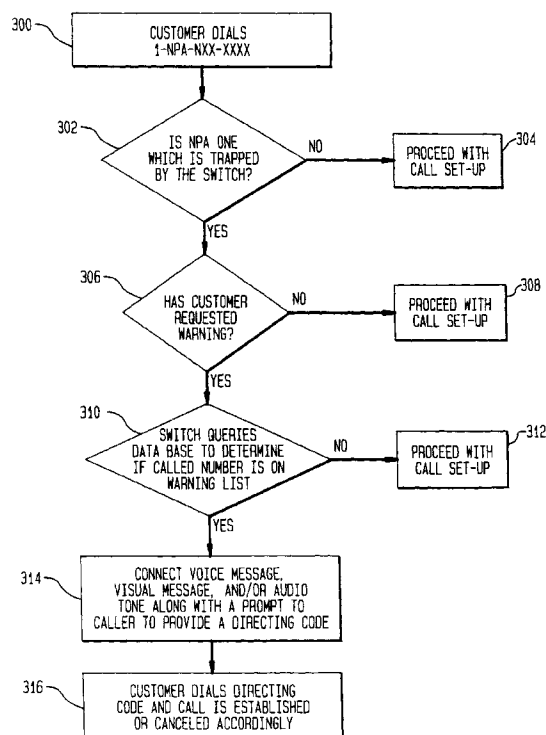 300
CUSTOMER DIALS
1-NPA-NXX-XXXX
302
IS NPA ONE
WHICH IS TRAPPED
BY THE SWITCH?
NO
304
PROCEED WITH
CALL SET-UP
YES
306
HAS CUSTOMER
REQUESTED
WARNING?
NO
308
PROCEED WITH
CALL SET-UP
YES
310
SWITCH QUERIES
DATA BASE TO DETERMINE
IF CALLED NUMBER IS ON
WARNING LIST
NO
312
PROCEED WITH
CALL SET-UP
YES
314
CONNECT VOICE MESSAGE,
VISUAL MESSAGE, AND/OR AUDIO
TONE ALONG WITH A PROMPT TO
CALLER TO PROVIDE A DIRECTING CODE
316
CUSTOMER DIALS DIRECTING
CODE AND CALL IS ESTABLISHED
OR CANCELED ACCORDINGLY